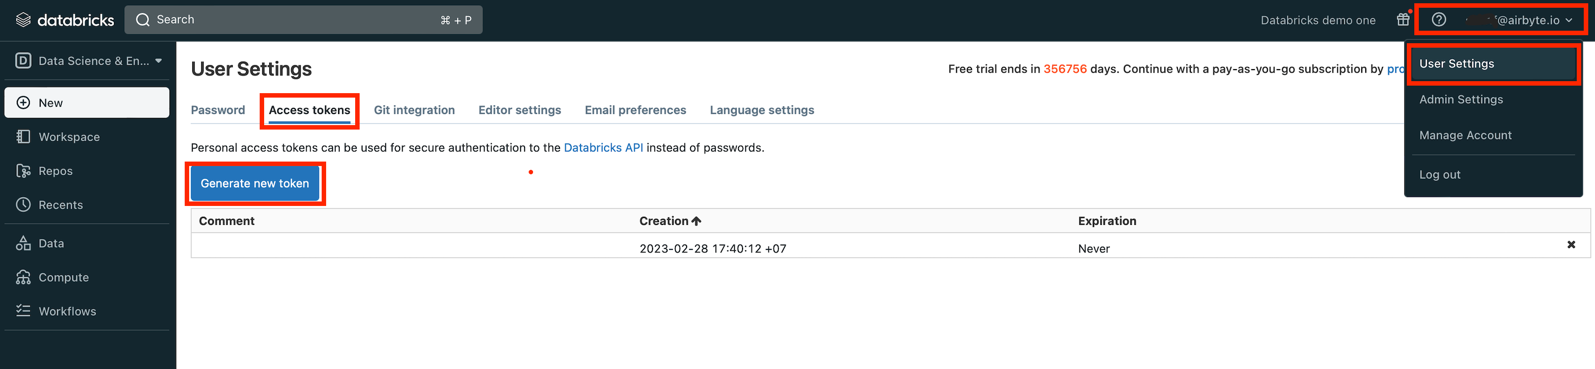 databricks
Search
⌘ + P
Databricks demo one
@airbyte.io
Data Science & En...
New
Workspace
Repos
Recents
Data
Compute
Workflows
User Settings
Free trial ends in 356756 days. Continue with a pay-as-you-go subscription by pro
Password Access tokens Git integration Editor settings Email preferences Language settings
Personal access tokens can be used for secure authentication to the Databricks API instead of passwords.
Generate new token
Comment Creation Expiration
2023-02-28 17:40:12 +07 Never
User Settings
Admin Settings
Manage Account
Log out